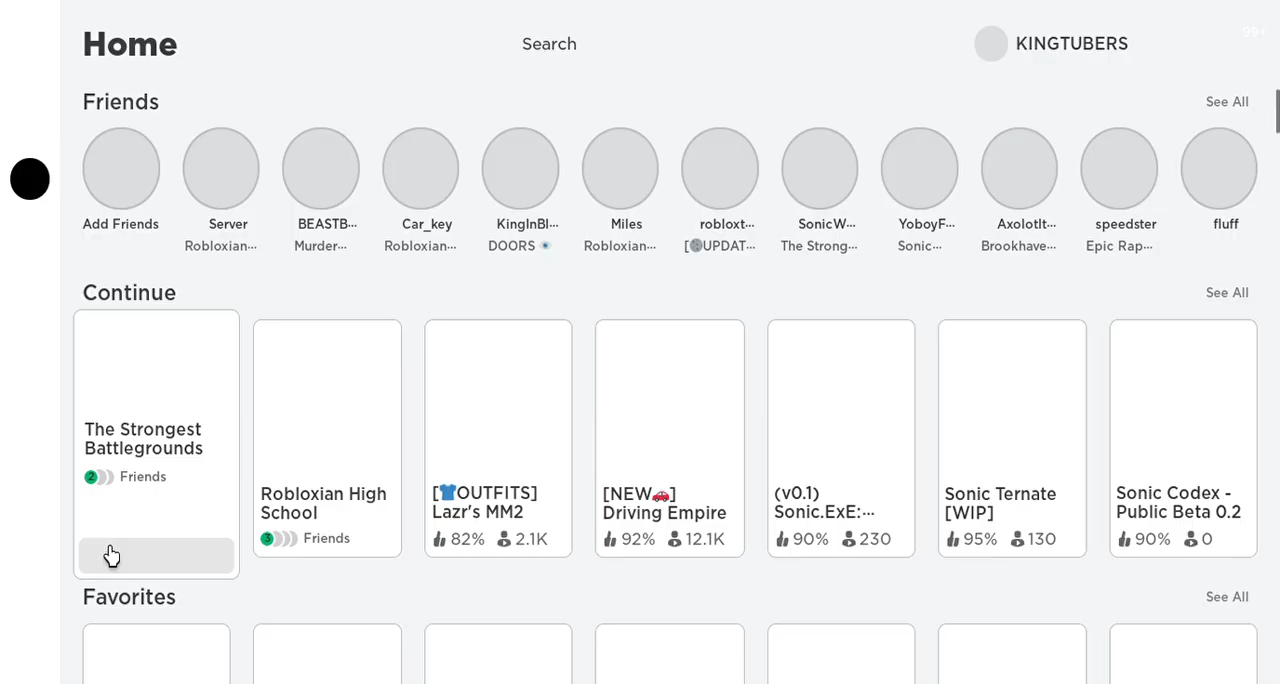 Home
Search
KINGTUBERS
99+
Friends
See All
Add Friends
Server
BEASTB···
Car_key
KingInBl···
Miles
robloxt···
SonicW···
YoboyF···
AxolotIt···
speedster
fluff
Robloxian···
Murder···
Robloxian···
DOORS 👁️
Robloxian···
[🌑UPDAT···
The Strong···
Sonic···
Brookhave···
Epic Rap···
Continue
See All
The Strongest
Battlegrounds
2 Friends
Robloxian High
School
3 Friends
[👕OUTFITS]
Lazr's MM2
82% 2.1K
[NEW🚗]
Driving Empire
92% 12.1K
(v0.1)
Sonic.ExE:···
90% 230
Sonic Ternate
[WIP]
95% 130
Sonic Codex -
Public Beta 0.2
90% 0
Favorites
See All